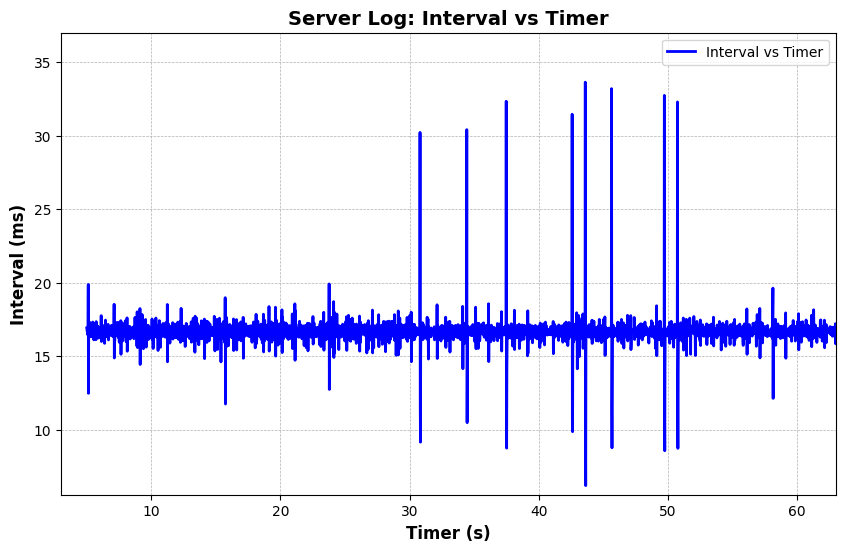 Server Log: Interval vs Timer
Interval vs Timer
35
30
25
20
15
10
Interval (ms)
10 20 30 40 50 60
Timer (s)